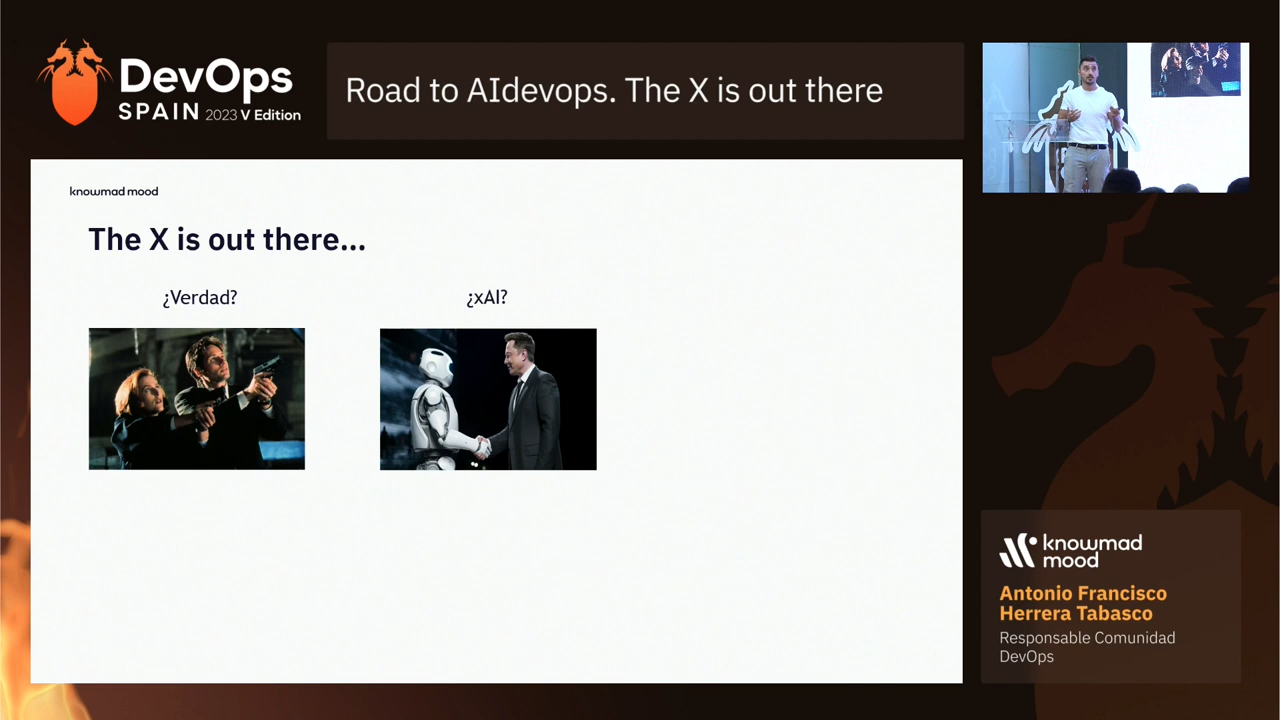 DevOps
SPAIN 2023 V Edition
Road to AIdevops. The X is out there
knowmad mood
The X is out there...
¿Verdad?
¿xAI?
knowmad
mood
Antonio Francisco
Herrera Tabasco
Responsable Comunidad
DevOps